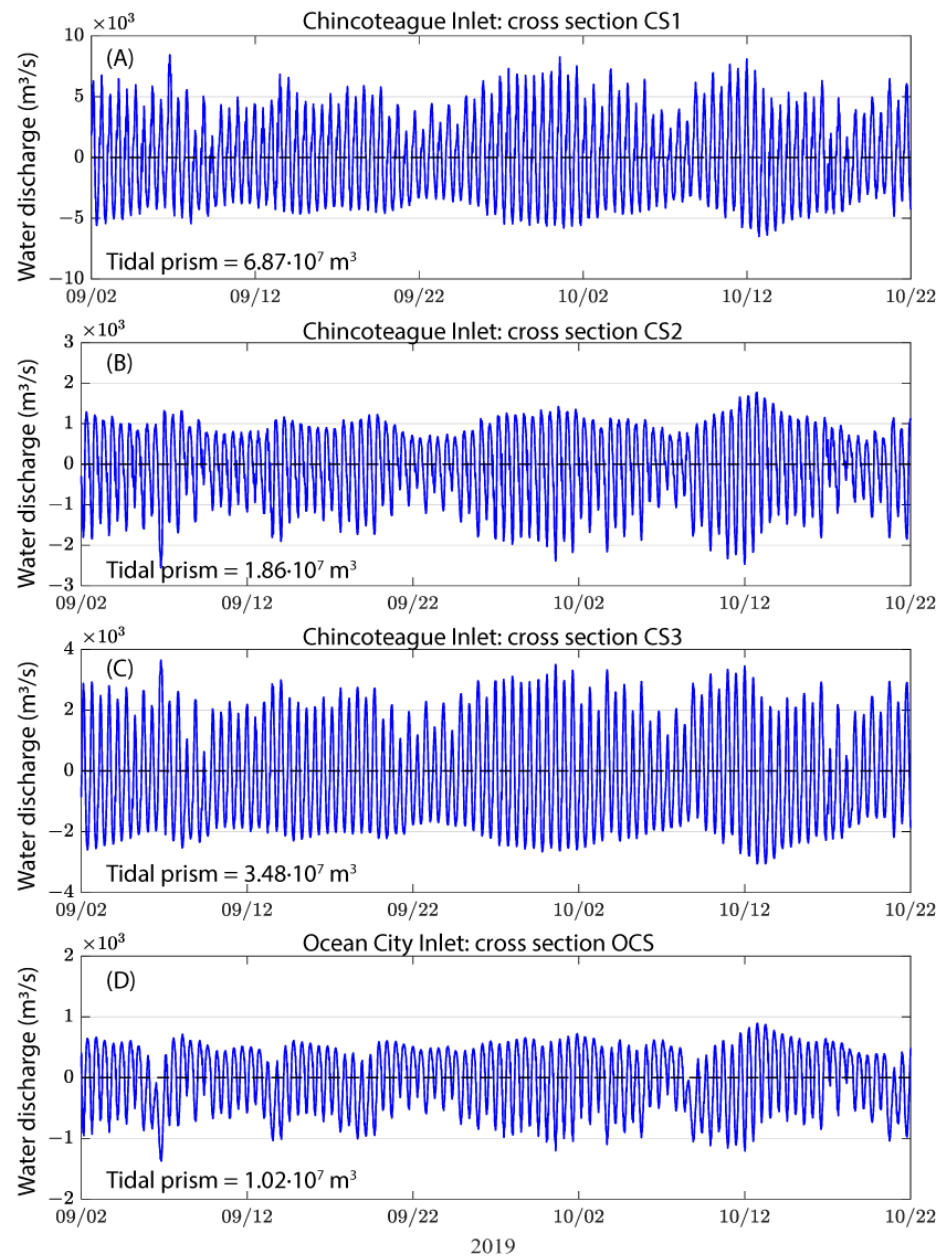 Chincoteague Inlet: cross section CS1
×10³
(A)
Water discharge (m³/s)
10
5
0
−5
−10
Tidal prism = 6.87·10⁷ m³
09/02 09/12 09/22 10/02 10/12 10/22
Chincoteague Inlet: cross section CS2
×10³
(B)
Water discharge (m³/s)
3
2
1
0
−1
−2
−3
Tidal prism = 1.86·10⁷ m³
09/02 09/12 09/22 10/02 10/12 10/22
Chincoteague Inlet: cross section CS3
×10³
(C)
Water discharge (m³/s)
4
2
0
−2
−4
Tidal prism = 3.48·10⁷ m³
09/02 09/12 09/22 10/02 10/12 10/22
Ocean City Inlet: cross section OCS
×10³
(D)
Water discharge (m³/s)
2
1
0
−1
−2
Tidal prism = 1.02·10⁷ m³
09/02 09/12 09/22 10/02 10/12 10/22
2019